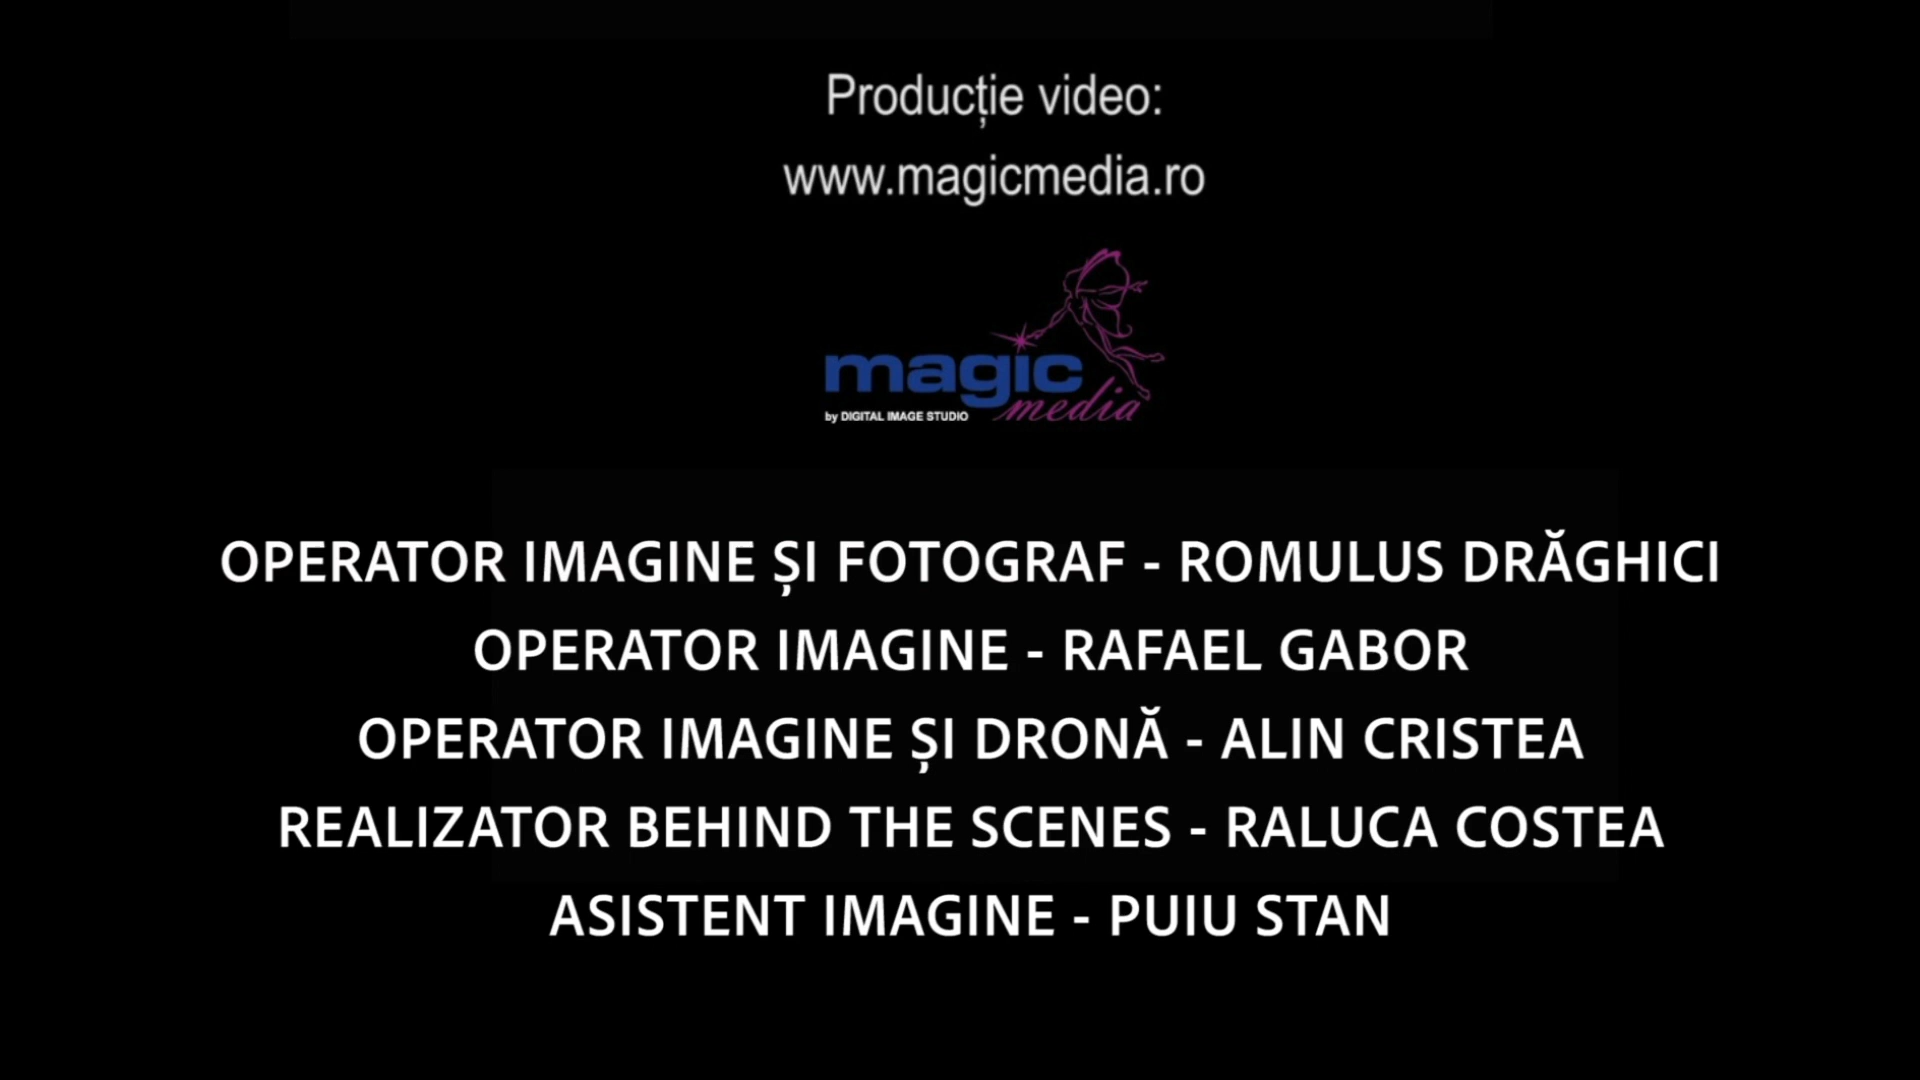 Producție video:
www.magicmedia.ro
magic
media
by DIGITAL IMAGE STUDIO
OPERATOR IMAGINE ȘI FOTOGRAF - ROMULUS DRĂGHICI
OPERATOR IMAGINE - RAFAEL GABOR
OPERATOR IMAGINE ȘI DRONĂ - ALIN CRISTEA
REALIZATOR BEHIND THE SCENES - RALUCA COSTEA
ASISTENT IMAGINE - PUIU STAN